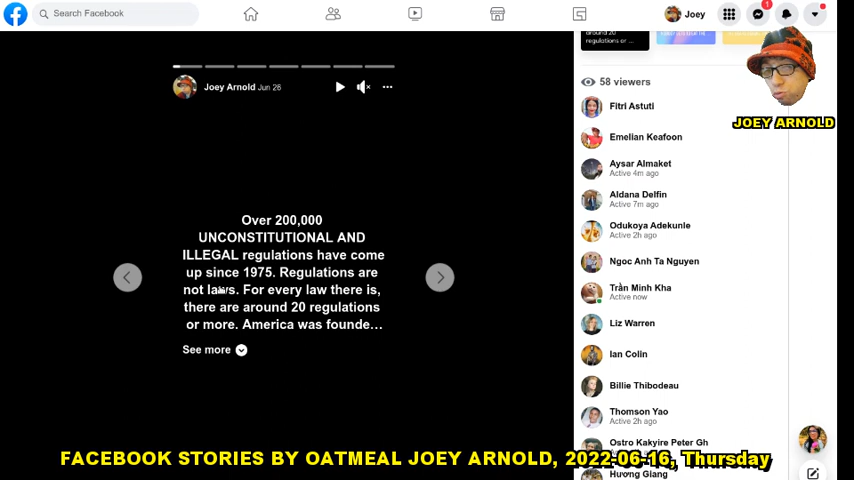 Search Facebook
Joey
1
around 20
regulations or ...
58 viewers
JOEY ARNOLD
Joey Arnold Jun 26
Fitri Astuti
Emelian Keafoon
Aysar Almaket
Active 4m ago
Aldana Delfin
Active 7m ago
Odukoya Adekunle
Active 2h ago
Ngoc Anh Ta Nguyen
Trần Minh Kha
Active now
Liz Warren
Ian Colin
Billie Thibodeau
Thomson Yao
Active 2h ago
Ostro Kakyire Peter Gh
Hương Giang
Over 200,000
UNCONSTITUTIONAL AND
ILLEGAL regulations have come
up since 1975. Regulations are
not laws. For every law there is,
there are around 20 regulations
or more. America was founde...
See more
FACEBOOK STORIES BY OATMEAL JOEY ARNOLD, 2022-06-16, Thursday